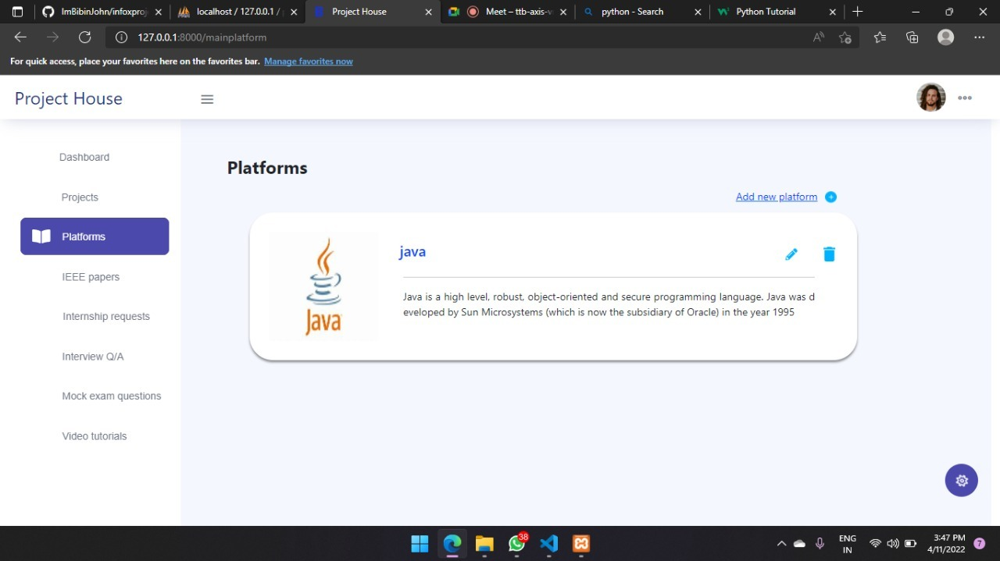 ImBibinJohn/infoxproj
localhost / 127.0.0.1 /
Project House
Meet – ttb-axis-v
python - Search
Python Tutorial
127.0.0.1:8000/mainplatform
For quick access, place your favorites here on the favorites bar. Manage favorites now
Project House
Dashboard
Projects
Platforms
IEEE papers
Internship requests
Interview Q/A
Mock exam questions
Video tutorials
Platforms
Add new platform
Java
java
Java is a high level, robust, object-oriented and secure programming language. Java was d
eveloped by Sun Microsystems (which is now the subsidiary of Oracle) in the year 1995
38
ENG
IN
3:47 PM
4/11/2022
7